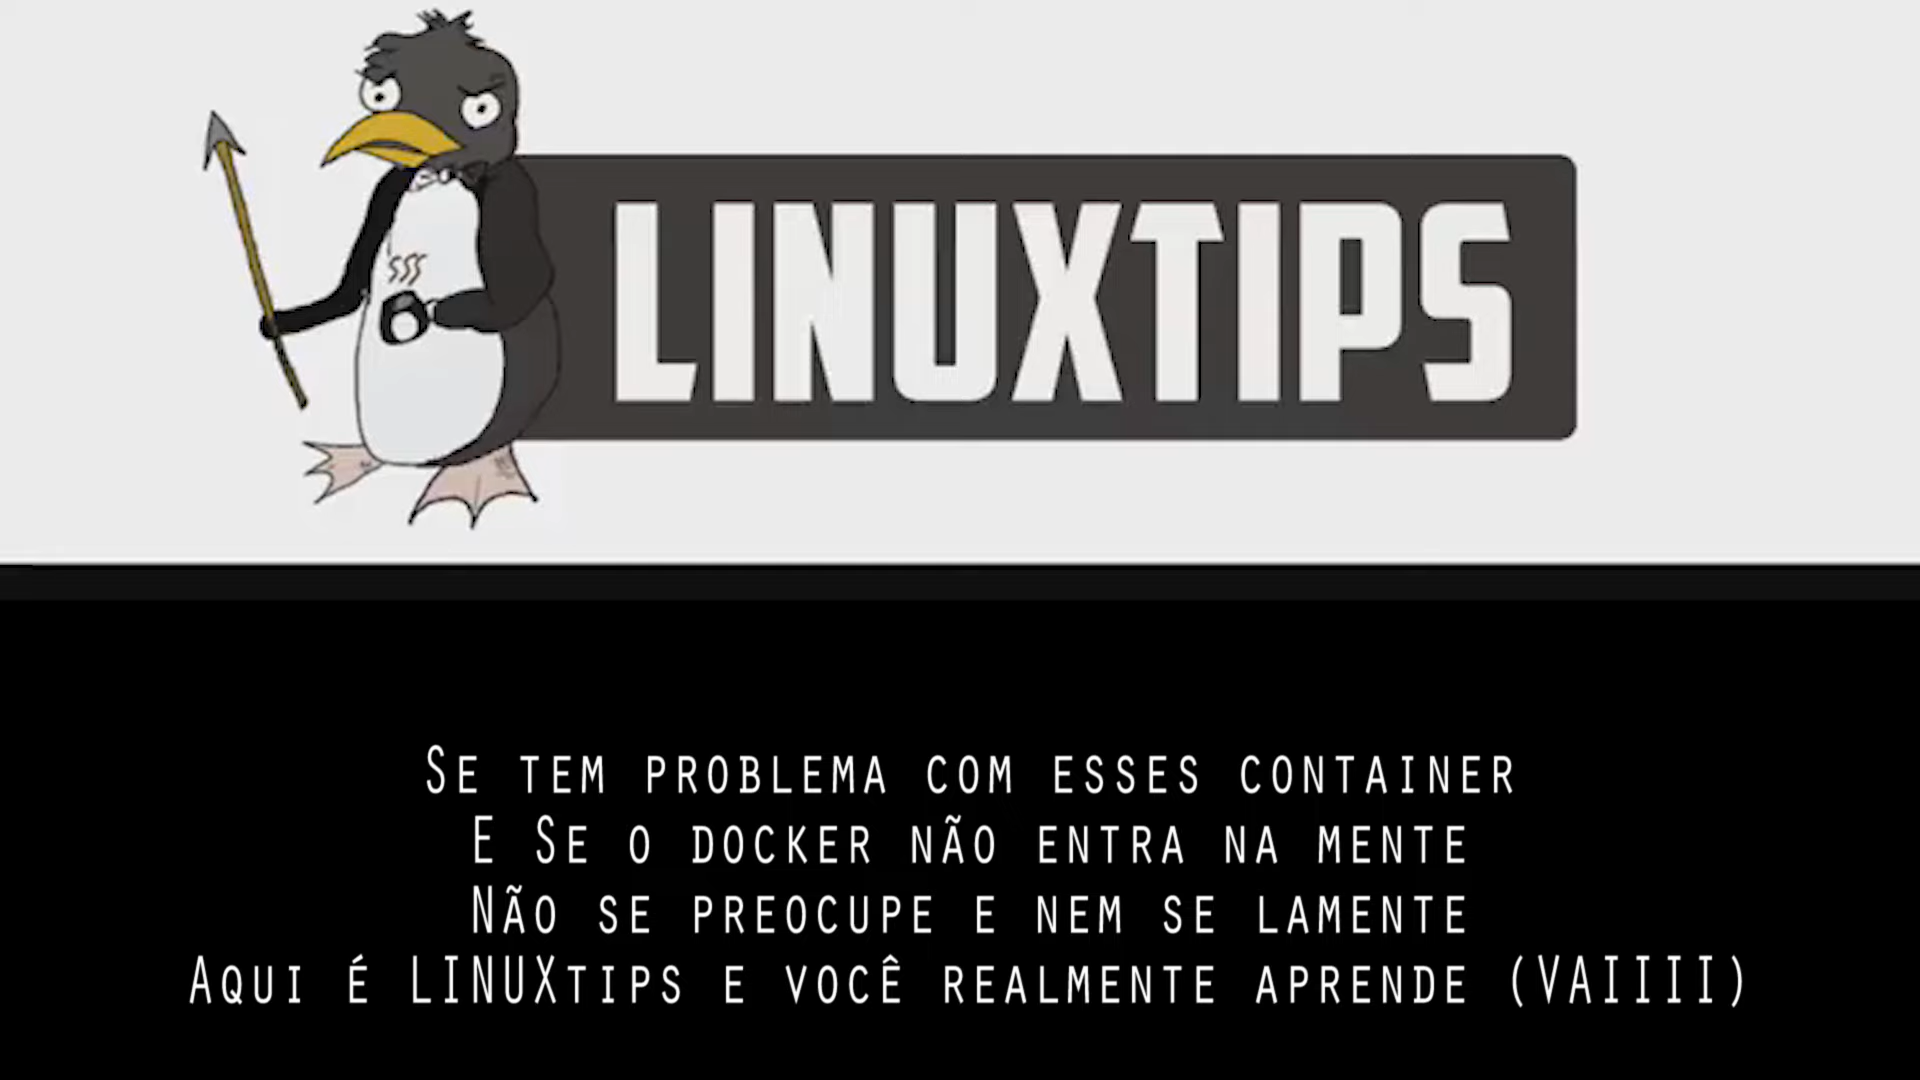 LINUXTIPS
Se tem problema com esses container
E Se o docker não entra na mente
Não se preocupe e nem se lamente
Aqui é LINUXtips e você realmente aprende (VAIIII)